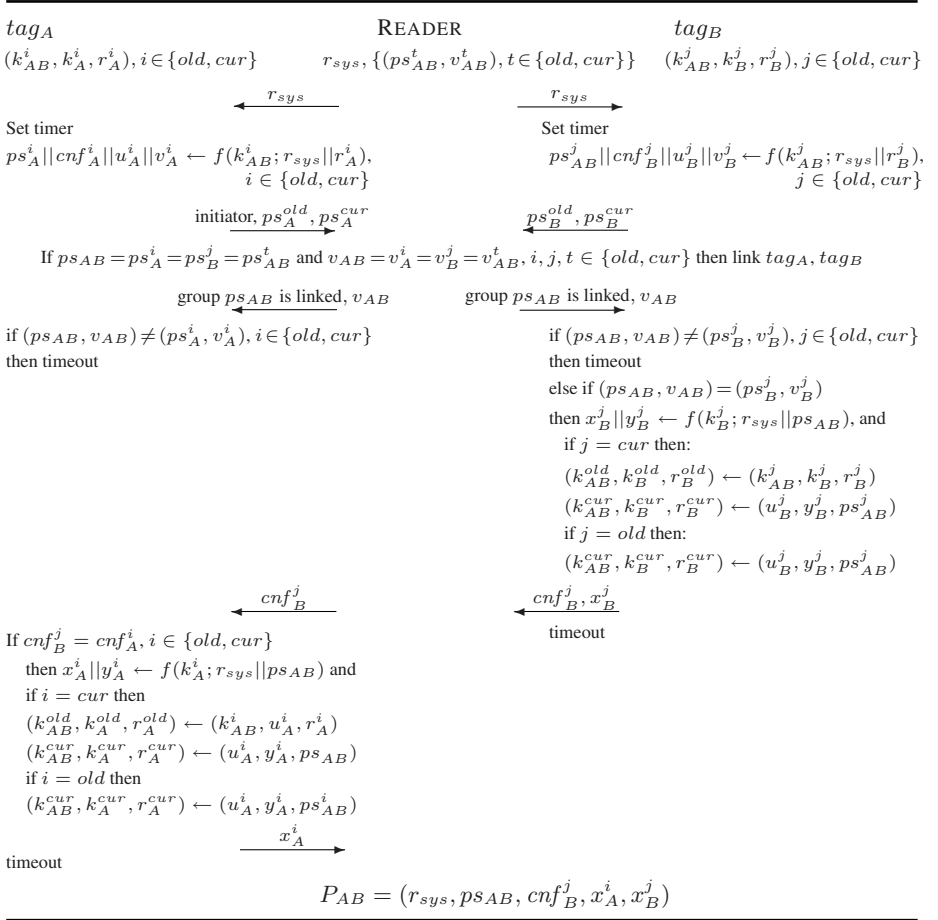 tag_A READER tag_B
(k^i_{AB}, k^i_A, r^i_A), i∈{old, cur} r_{sys}, {(ps^t_{AB}, v^t_{AB}), t∈{old, cur}} (k^j_{AB}, k^j_B, r^j_B), j∈{old, cur}
r_{sys} r_{sys}
Set timer Set timer
ps^i_A||cnf^i_A||u^i_A||v^i_A ← f(k^i_{AB}; r_{sys}||r^i_A), ps^j_{AB}||cnf^j_B||u^j_B||v^j_B ← f(k^j_{AB}; r_{sys}||r^j_B),
i ∈ {old, cur} j ∈ {old, cur}
initiator, ps^{old}_A, ps^{cur}_A ps^{old}_B, ps^{cur}_B
If ps_{AB} = ps^i_A = ps^j_B = ps^t_{AB} and v_{AB} = v^i_A = v^j_B = v^t_{AB}, i, j, t ∈ {old, cur} then link tag_A, tag_B
group ps_{AB} is linked, v_{AB} group ps_{AB} is linked, v_{AB}
if (ps_{AB}, v_{AB}) ≠ (ps^i_A, v^i_A), i∈{old, cur} if (ps_{AB}, v_{AB}) ≠ (ps^j_B, v^j_B), j∈{old, cur}
then timeout then timeout
else if (ps_{AB}, v_{AB}) = (ps^j_B, v^j_B)
then x^j_B||y^j_B ← f(k^j_B; r_{sys}||ps_{AB}), and
if j = cur then:
(k^{old}_{AB}, k^{old}_B, r^{old}_B) ← (k^j_{AB}, k^j_B, r^j_B)
(k^{cur}_{AB}, k^{cur}_B, r^{cur}_B) ← (u^j_B, y^j_B, ps^j_{AB})
if j = old then:
(k^{cur}_{AB}, k^{cur}_B, r^{cur}_B) ← (u^j_B, y^j_B, ps^j_{AB})
cnf^j_B cnf^j_B, x^j_B
timeout
If cnf^j_B = cnf^i_A, i ∈ {old, cur}
then x^i_A||y^i_A ← f(k^i_A; r_{sys}||ps_{AB}) and
if i = cur then
(k^{old}_{AB}, k^{old}_A, r^{old}_A) ← (k^i_{AB}, u^i_A, r^i_A)
(k^{cur}_{AB}, k^{cur}_A, r^{cur}_A) ← (u^i_A, y^i_A, ps_{AB})
if i = old then
(k^{cur}_{AB}, k^{cur}_A, r^{cur}_A) ← (u^i_A, y^i_A, ps^i_{AB})
x^i_A
timeout
P_{AB} = (r_{sys}, ps_{AB}, cnf^j_B, x^i_A, x^j_B)